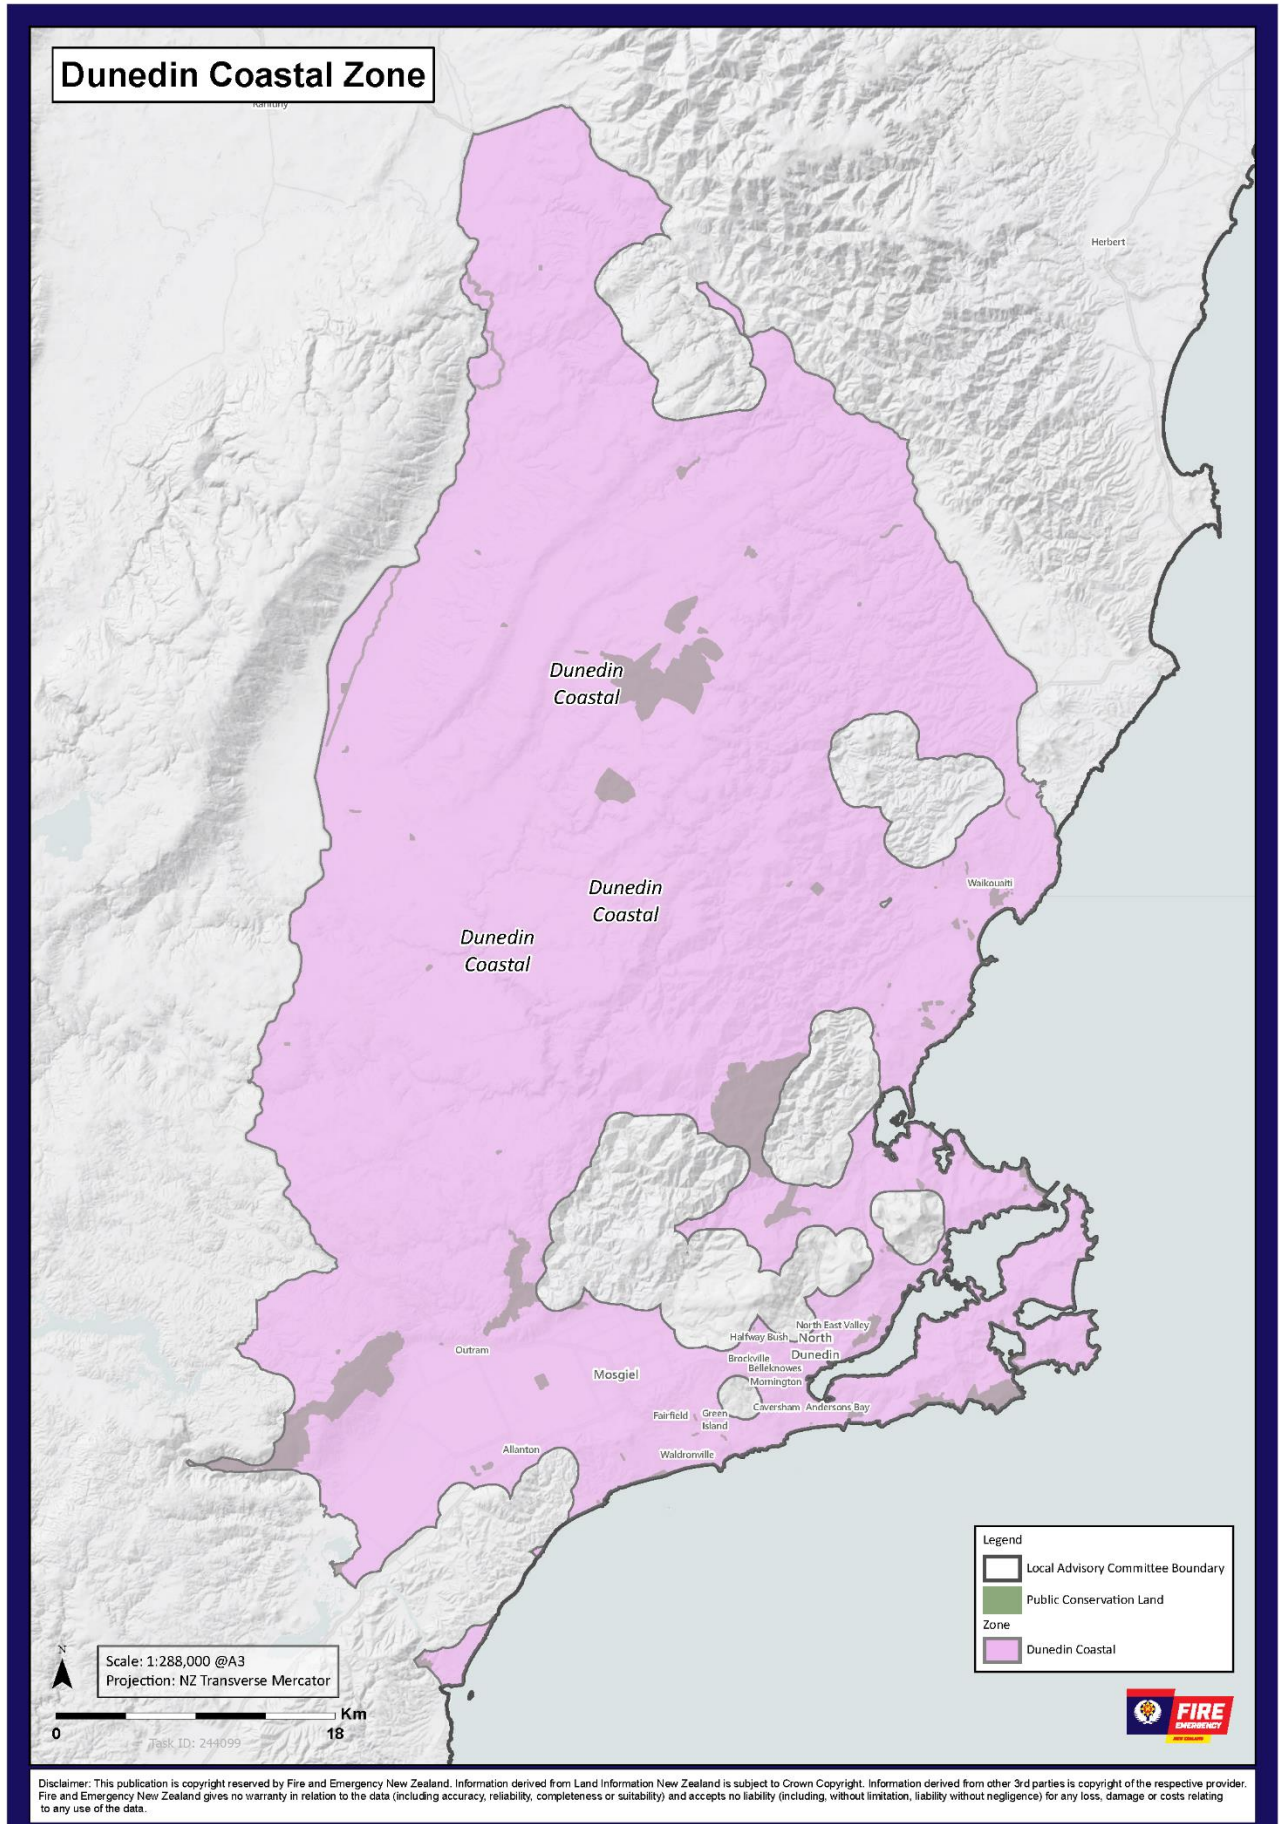 Dunedin Coastal Zone
Herbert
Dunedin
Coastal
Dunedin
Coastal
Waikouaiti
Dunedin
Coastal
North East Valley
Halfway Bush
North
Dunedin
Outram
Brockville
Belleknowes
Mosgiel
Mornington
Caversham
Andersons Bay
Fairfield
Green
Island
Allanton
Waldronville
Legend
Local Advisory Committee Boundary
Public Conservation Land
Zone
Dunedin Coastal
N
Scale: 1:288,000 @A3
Projection: NZ Transverse Mercator
Km
0 18
Task ID: 244099
FIRE
EMERGENCY
NEW ZEALAND
Disclaimer: This publication is copyright reserved by Fire and Emergency New Zealand. Information derived from Land Information New Zealand is subject to Crown Copyright. Information derived from other 3rd parties is copyright of the respective provider.
Fire and Emergency New Zealand gives no warranty in relation to the data (including accuracy, reliability, completeness or suitability) and accepts no liability (including, without limitation, liability without negligence) for any loss, damage or costs relating
to any use of the data.